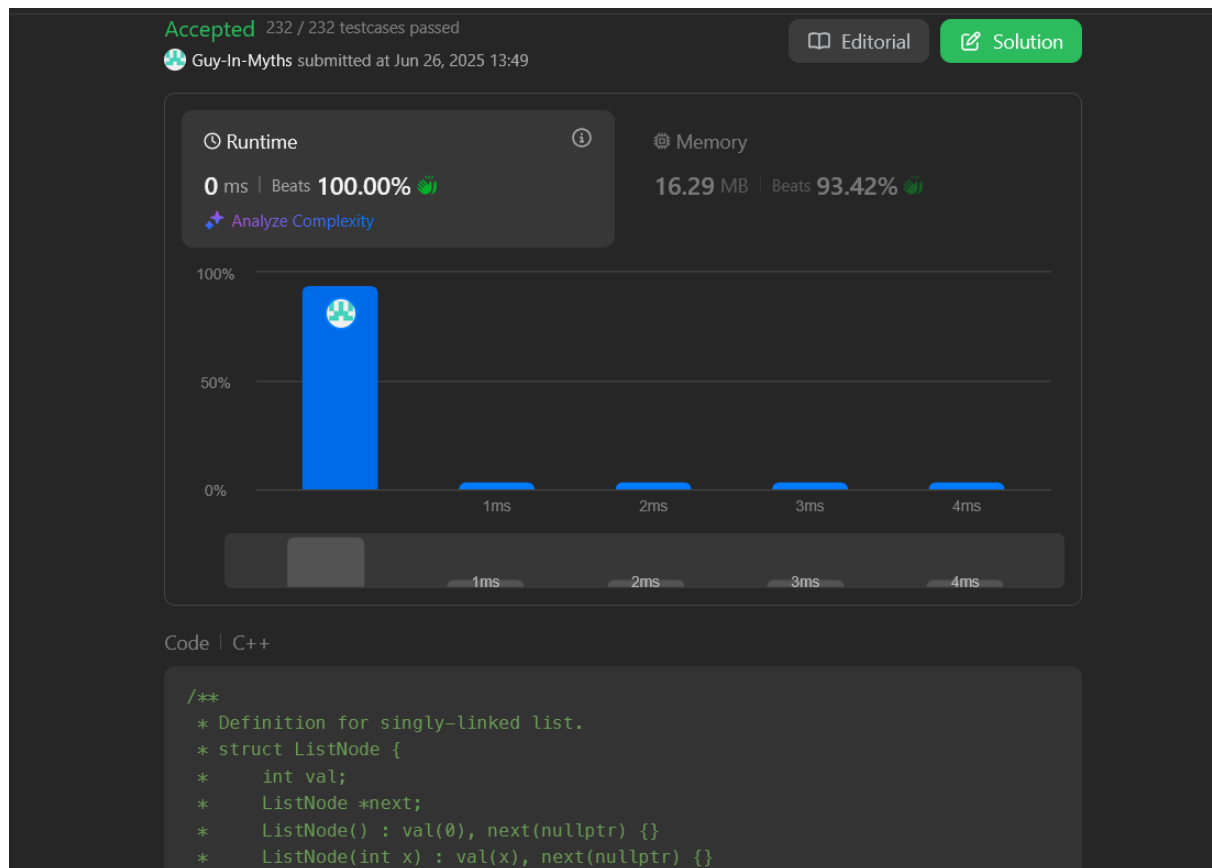 Accepted 232 / 232 testcases passed
Editorial
Solution
Guy-In-Myths submitted at Jun 26, 2025 13:49
Runtime
Memory
0 ms | Beats 100.00%
16.29 MB | Beats 93.42%
Analyze Complexity
100%
50%
0%
1ms 2ms 3ms 4ms
1ms 2ms 3ms 4ms
Code | C++
/**
 * Definition for singly-linked list.
 * struct ListNode {
 *     int val;
 *     ListNode *next;
 *     ListNode() : val(0), next(nullptr) {}
 *     ListNode(int x) : val(x), next(nullptr) {}